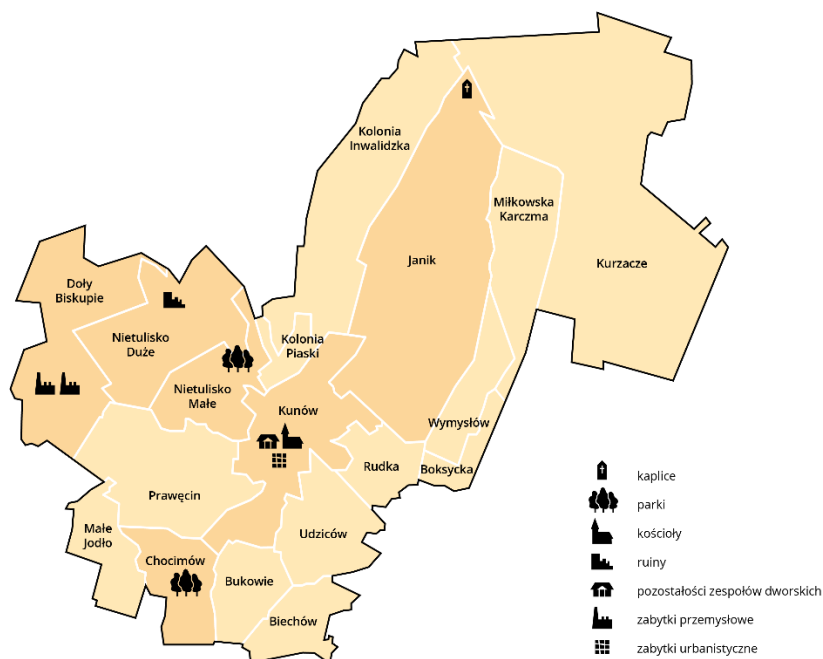 Kolonia
Inwalidzka
Miłkowska
Karczma
Janik
Kurzacze
Doły
Biskupie
Nietulisko
Duże
Kolonia
Piaski
Nietulisko
Małe
Kunów
Wymysłów
Rudka
Boksycka
Prawęcin
Małe
Jodło
Udziców
Chocimów
Bukowie
Biechów
kaplice
parki
kościoły
ruiny
pozostałości zespołów dworskich
zabytki przemysłowe
zabytki urbanistyczne